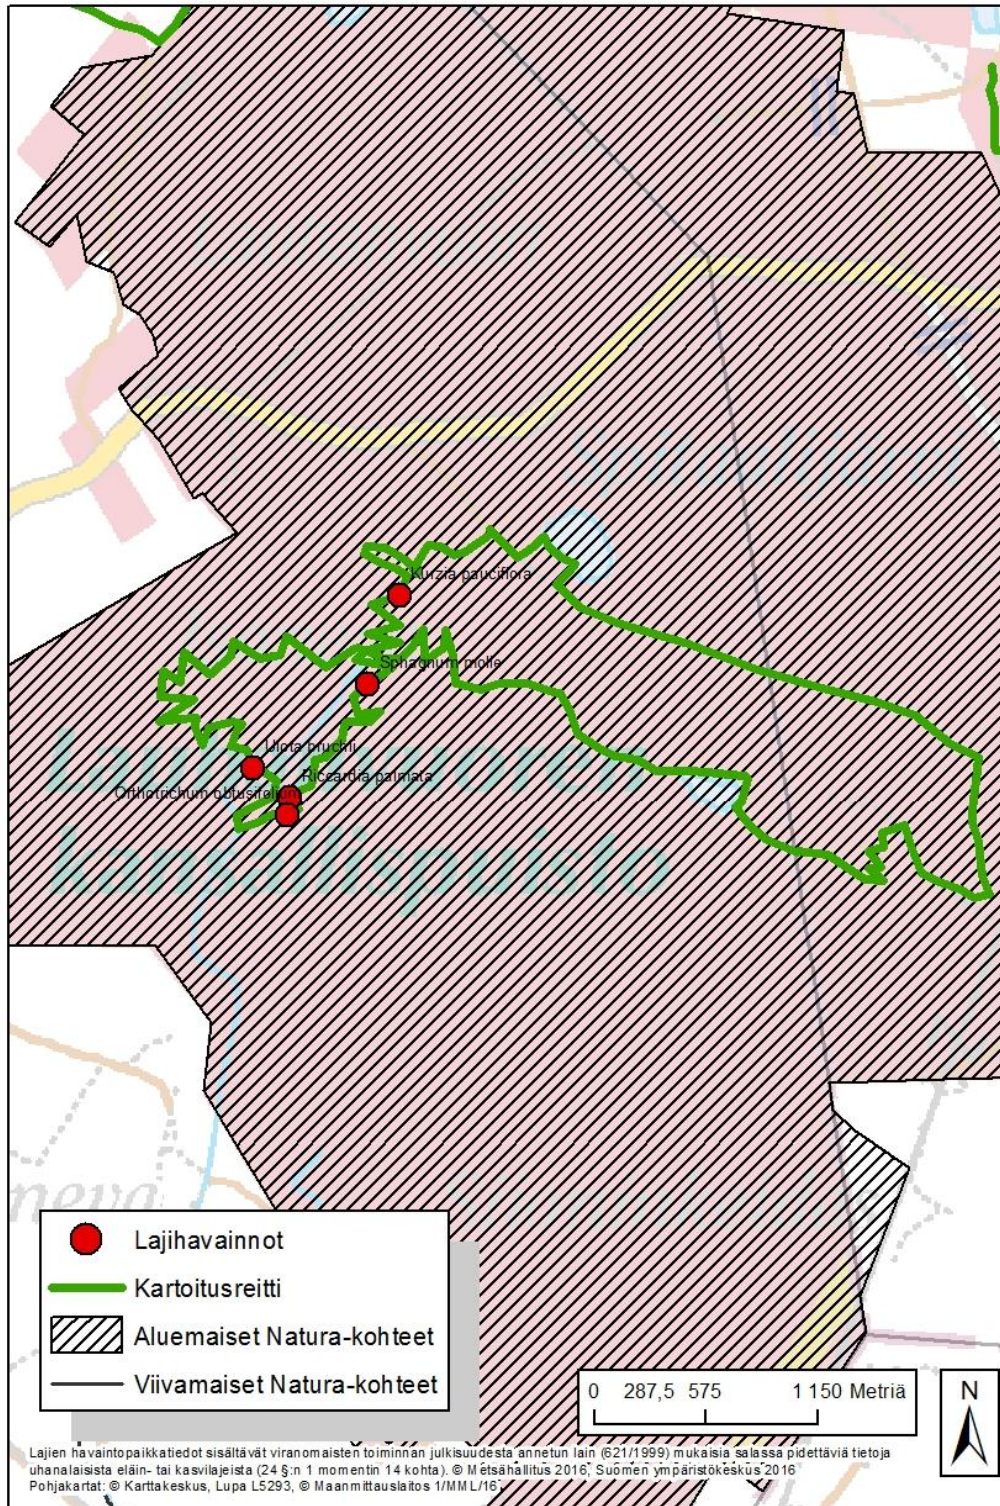 Kurzia pauciflora
Sphagnum molle
Ulota bruchii
Riccardia palmata
Orthotrichum obtusifolium
kansallispuisto
neva
Lajihavainnot
Kartoitusreitti
Aluemaiset Natura-kohteet
Viivamaiset Natura-kohteet
0 287,5 575 1 150 Metriä
N
Lajien havaintopaikkatiedot sisältävät viranomaisten toiminnan julkisuudesta annetun lain (621/1999) mukaisia salassa pidettäviä tietoja
uhanalaisista eläin- tai kasvilajeista (24 §:n 1 momentin 14 kohta). © Metsähallitus 2016, Suomen ympäristökeskus 2016
Pohjakartat: © Karttakeskus, Lupa L5293, © Maanmittauslaitos 1/MML/16